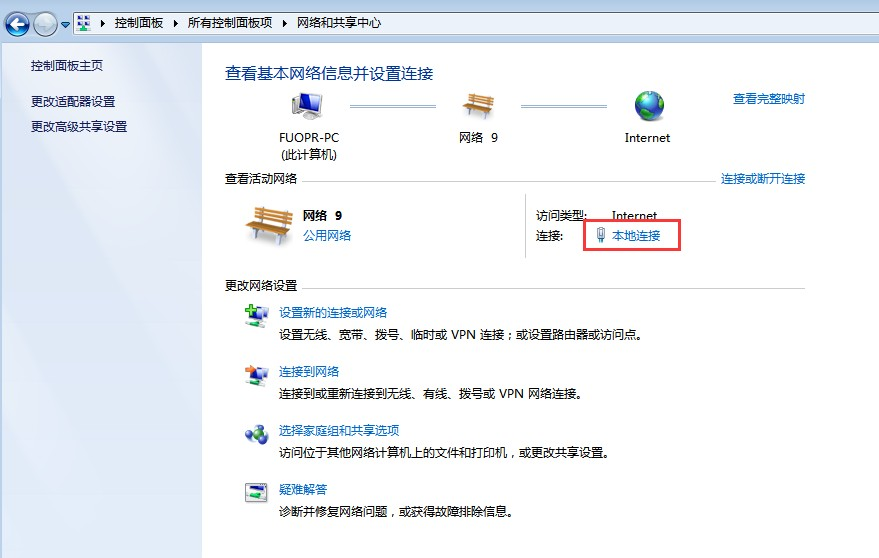 控制面板 ▸ 所有控制面板项 ▸ 网络和共享中心
控制面板主页
更改适配器设置
更改高级共享设置
查看基本网络信息并设置连接
FUOPR-PC
(此计算机)
网络 9
Internet
查看完整映射
查看活动网络
连接或断开连接
网络 9
公用网络
访问类型: Internet
连接: 本地连接
更改网络设置
设置新的连接或网络
设置无线、宽带、拨号、临时或 VPN 连接；或设置路由器或访问点。
连接到网络
连接到或重新连接到无线、有线、拨号或 VPN 网络连接。
选择家庭组和共享选项
访问位于其他网络计算机上的文件和打印机，或更改共享设置。
疑难解答
诊断并修复网络问题，或获得故障排除信息。